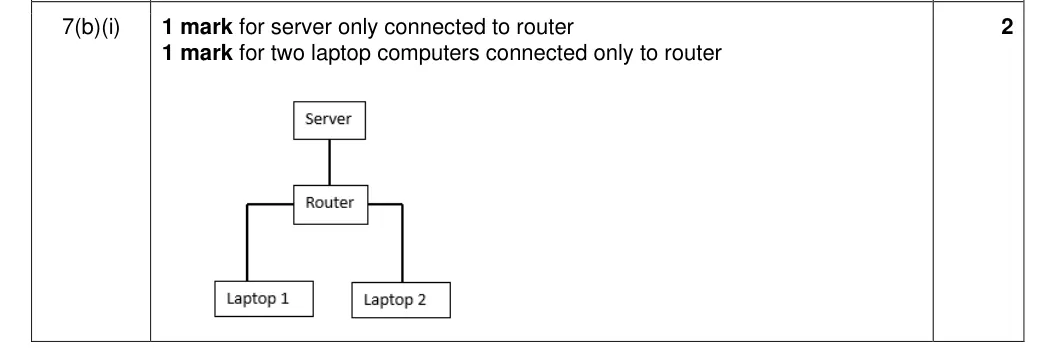 7(b)(i)
1 mark for server only connected to router
2
1 mark for two laptop computers connected only to router
Server
Router
Laptop 1
Laptop 2